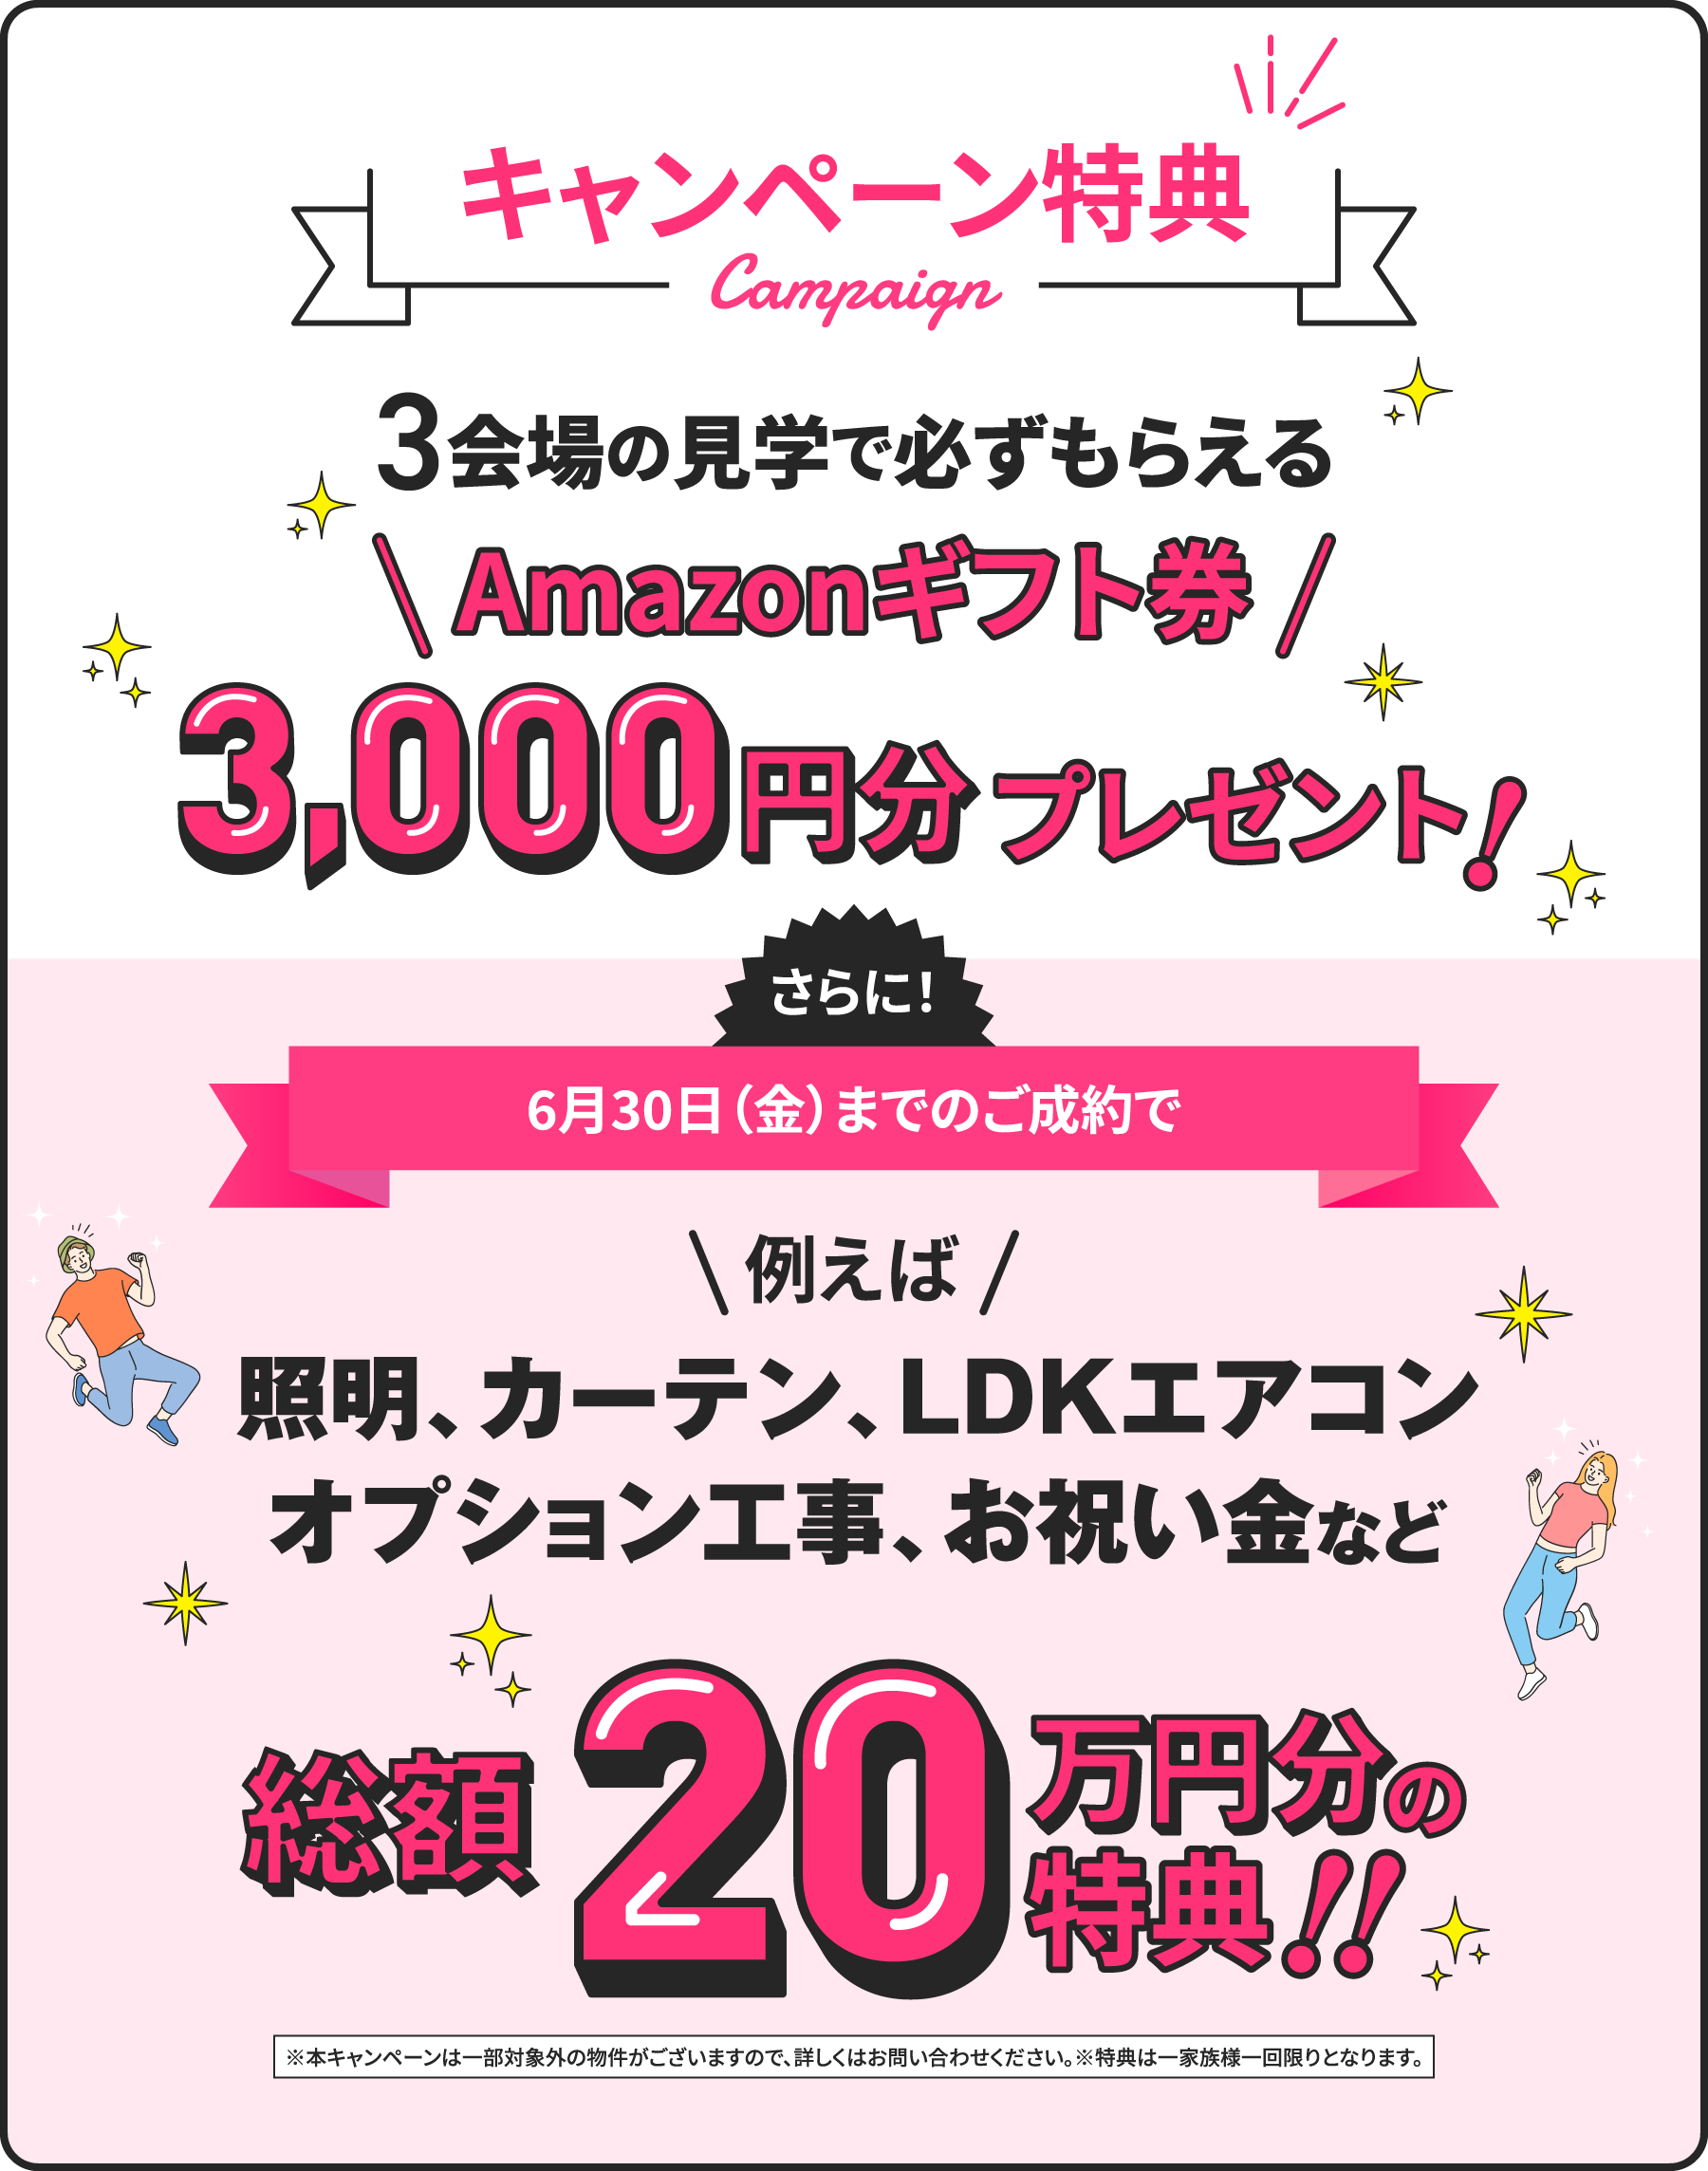 キャンペーン特典
Campaign
3会場の見学で必ずもらえる
Amazonギフト券
3,000円分プレゼント!
さらに!
6月30日(金)までのご成約で
例えば
照明、カーテン、LDKエアコン
オプション工事、お祝い金など
総額20万円分の
特典!!
※本キャンペーンは一部対象外の物件がございますので、詳しくはお問い合わせください。※特典は一家族様一回限りとなります。